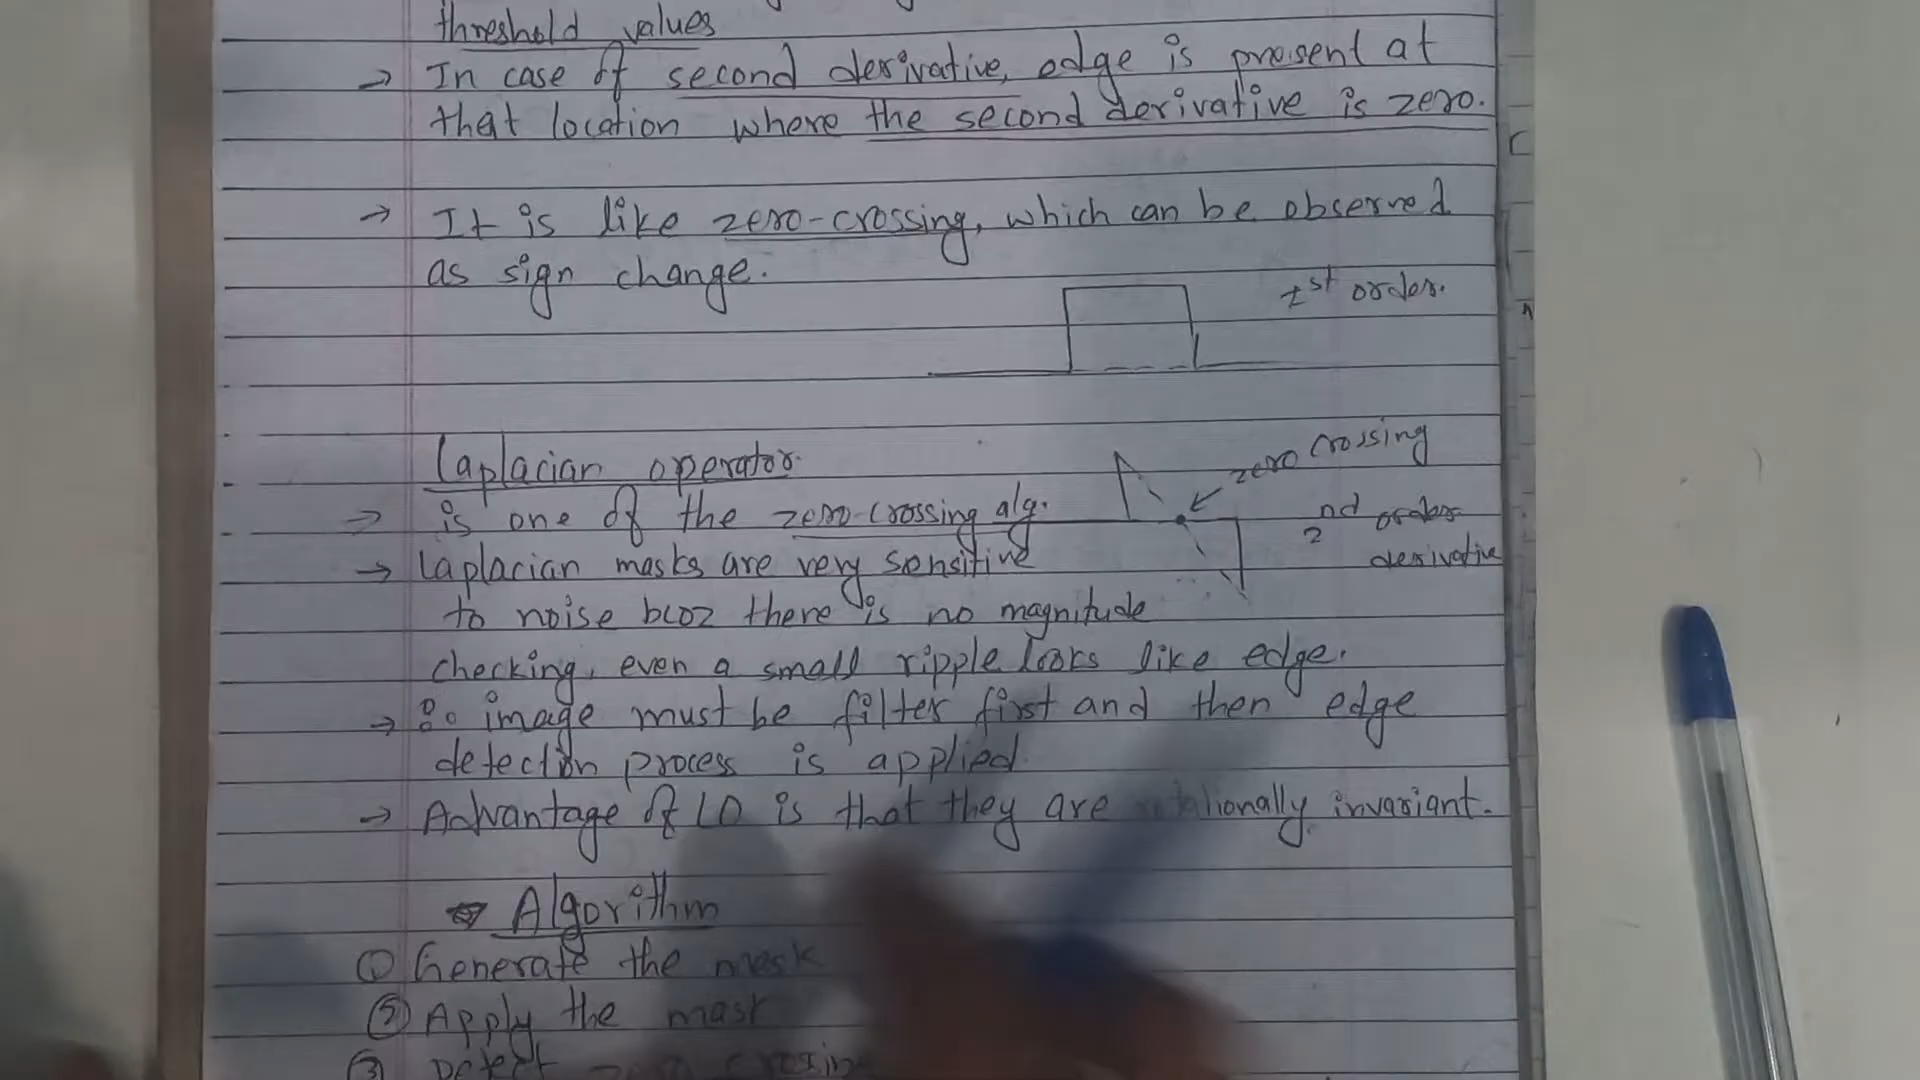 threshold values
→ In case of second derivative, edge is present at
that location where the second derivative is zero.
→ It is like zero-crossing, which can be observed
as sign change.
1st order.
Laplacian operator.
zero crossing
→ is one of the zero-crossing alg.
2nd order
derivative
→ Laplacian masks are very sensitive
to noise bcoz there is no magnitude
checking, even a small ripple looks like edge.
→ ∴ image must be filter first and then edge
detection process is applied.
→ Advantage of LO is that they are rotationally invariant.
Algorithm
① Generate the mask
② Apply the mask
③ Detect zero crossing